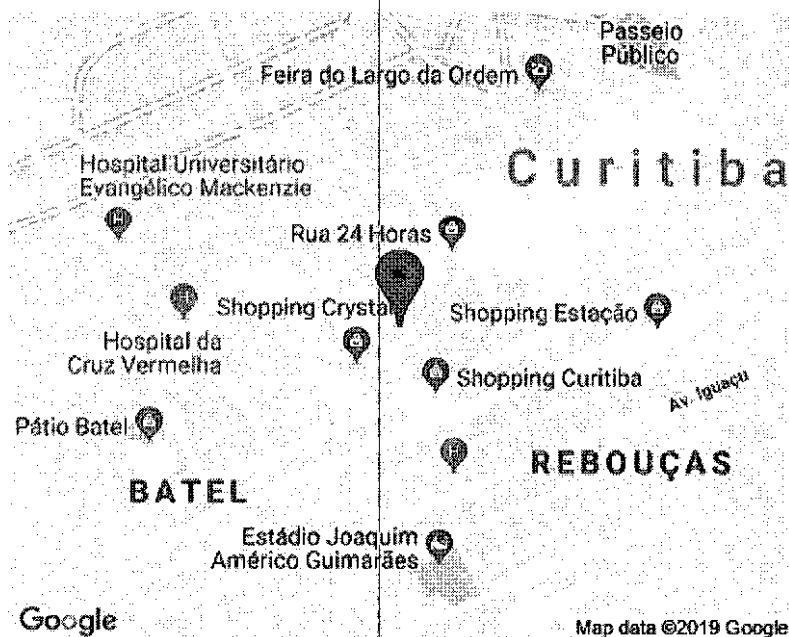 Passeio
Público
Feira do Largo da Ordem
Curitiba
Hospital Universitário
Evangélico Mackenzie
Rua 24 Horas
Shopping Crystal
Shopping Estação
Hospital da
Cruz Vermelha
Shopping Curitiba
Av. Iguaçu
Pátio Batel
REBOUÇAS
BATEL
Estádio Joaquim
Américo Guimarães
Google
Map data ©2019 Google